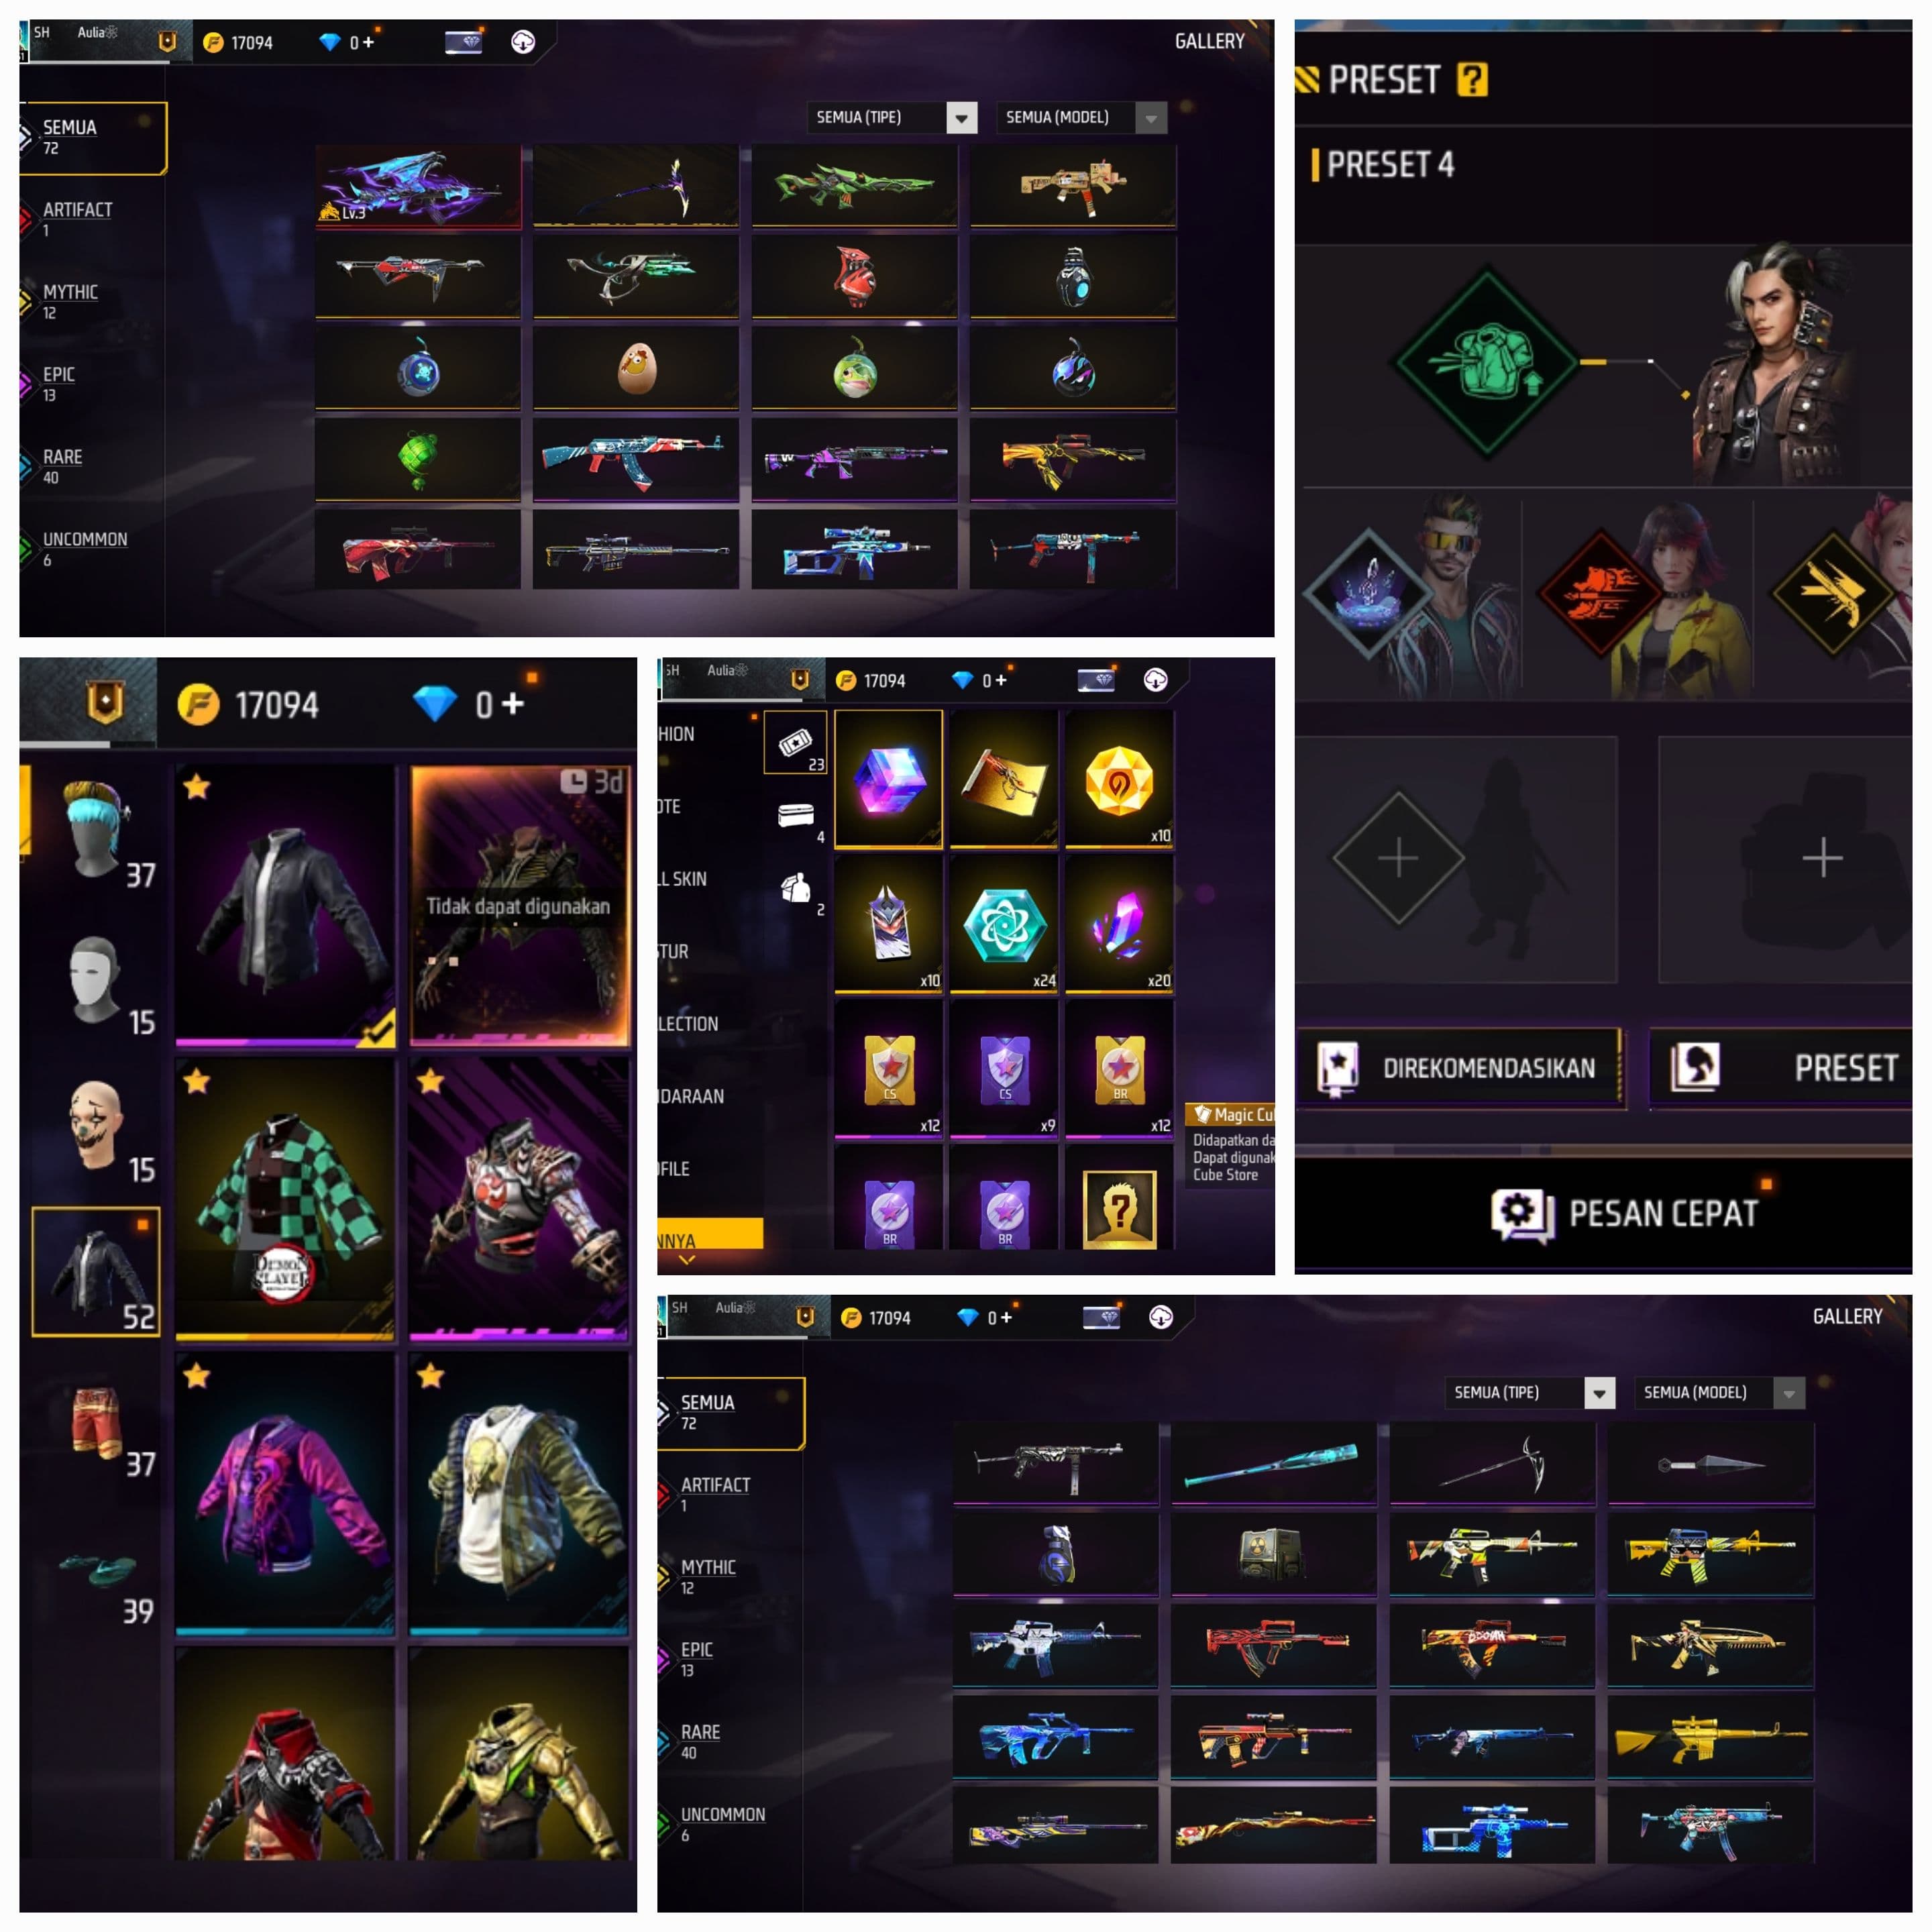 SH Aulia
17094
0 +
GALLERY
SEMUA
72
ARTIFACT
1
MYTHIC
12
EPIC
13
RARE
40
UNCOMMON
6
SEMUA (TIPE)
SEMUA (MODEL)
Lv.3
PRESET ?
PRESET 4
DIREKOMENDASIKAN
PRESET
PESAN CEPAT
17094
0 +
37
15
15
52
37
39
3d
Tidak dapat digunakan
DEMON
SLAYER
SH Aulia
17094
0 +
HION
OTE
LL SKIN
STUR
LECTION
DARAAN
OFILE
NNYA
23
4
2
x10
x10
x24
x20
CS
x12
CS
x9
BR
x12
BR
BR
?
Magic Cu
Didapatkan da
Dapat digunak
Cube Store
SH Aulia
17094
0 +
GALLERY
SEMUA
72
ARTIFACT
1
MYTHIC
12
EPIC
13
RARE
40
UNCOMMON
6
SEMUA (TIPE)
SEMUA (MODEL)
BOOYAH